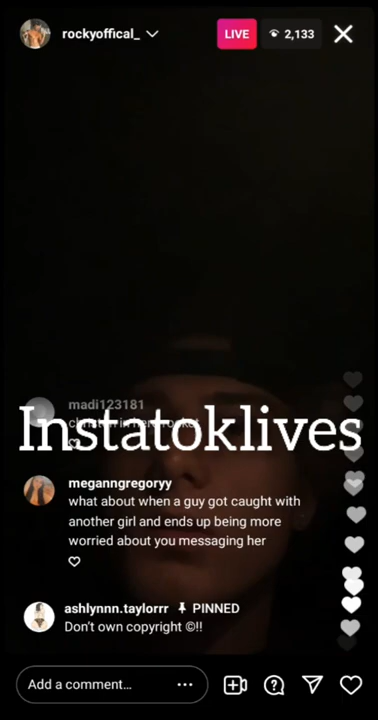 rockyoffical_
LIVE
2,133
madi123181
Instatoklives
meganngregoryy
what about when a guy got caught with
another girl and ends up being more
worried about you messaging her
ashlynnn.taylorrr PINNED
Don't own copyright ©!!
Add a comment...